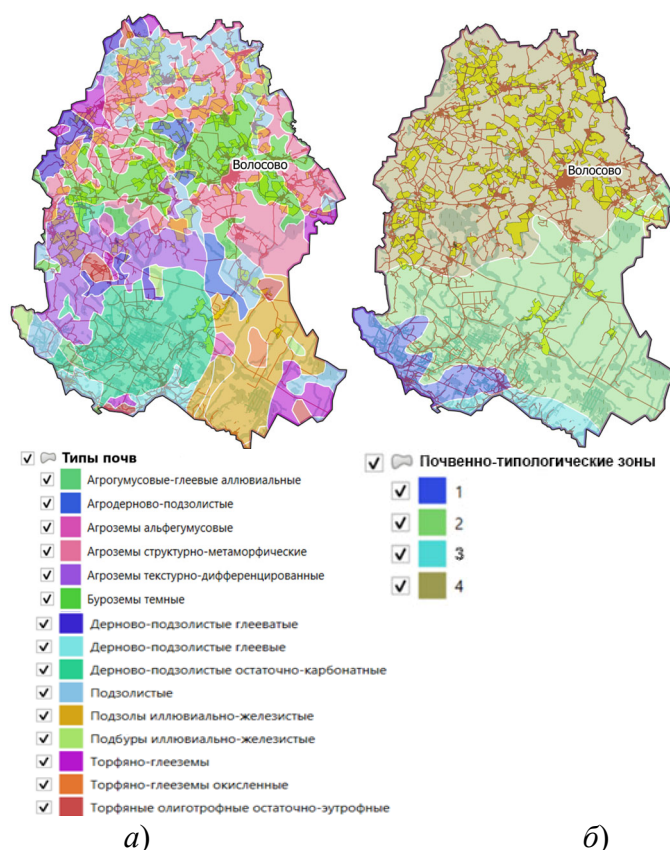 Волосово
Волосово
Типы почв
Агрогумусовые-глеевые аллювиальные
Агродерново-подзолистые
Агроземы альфегумусовые
Агроземы структурно-метаморфические
Агроземы текстурно-дифференцированные
Буроземы темные
Дерново-подзолистые глееватые
Дерново-подзолистые глеевые
Дерново-подзолистые остаточно-карбонатные
Подзолистые
Подзолы иллювиально-железистые
Подбуры иллювиально-железистые
Торфяно-глееземы
Торфяно-глееземы окисленные
Торфяные олиготрофные остаточно-эутрофные
Почвенно-типологические зоны
1
2
3
4
а)
б)